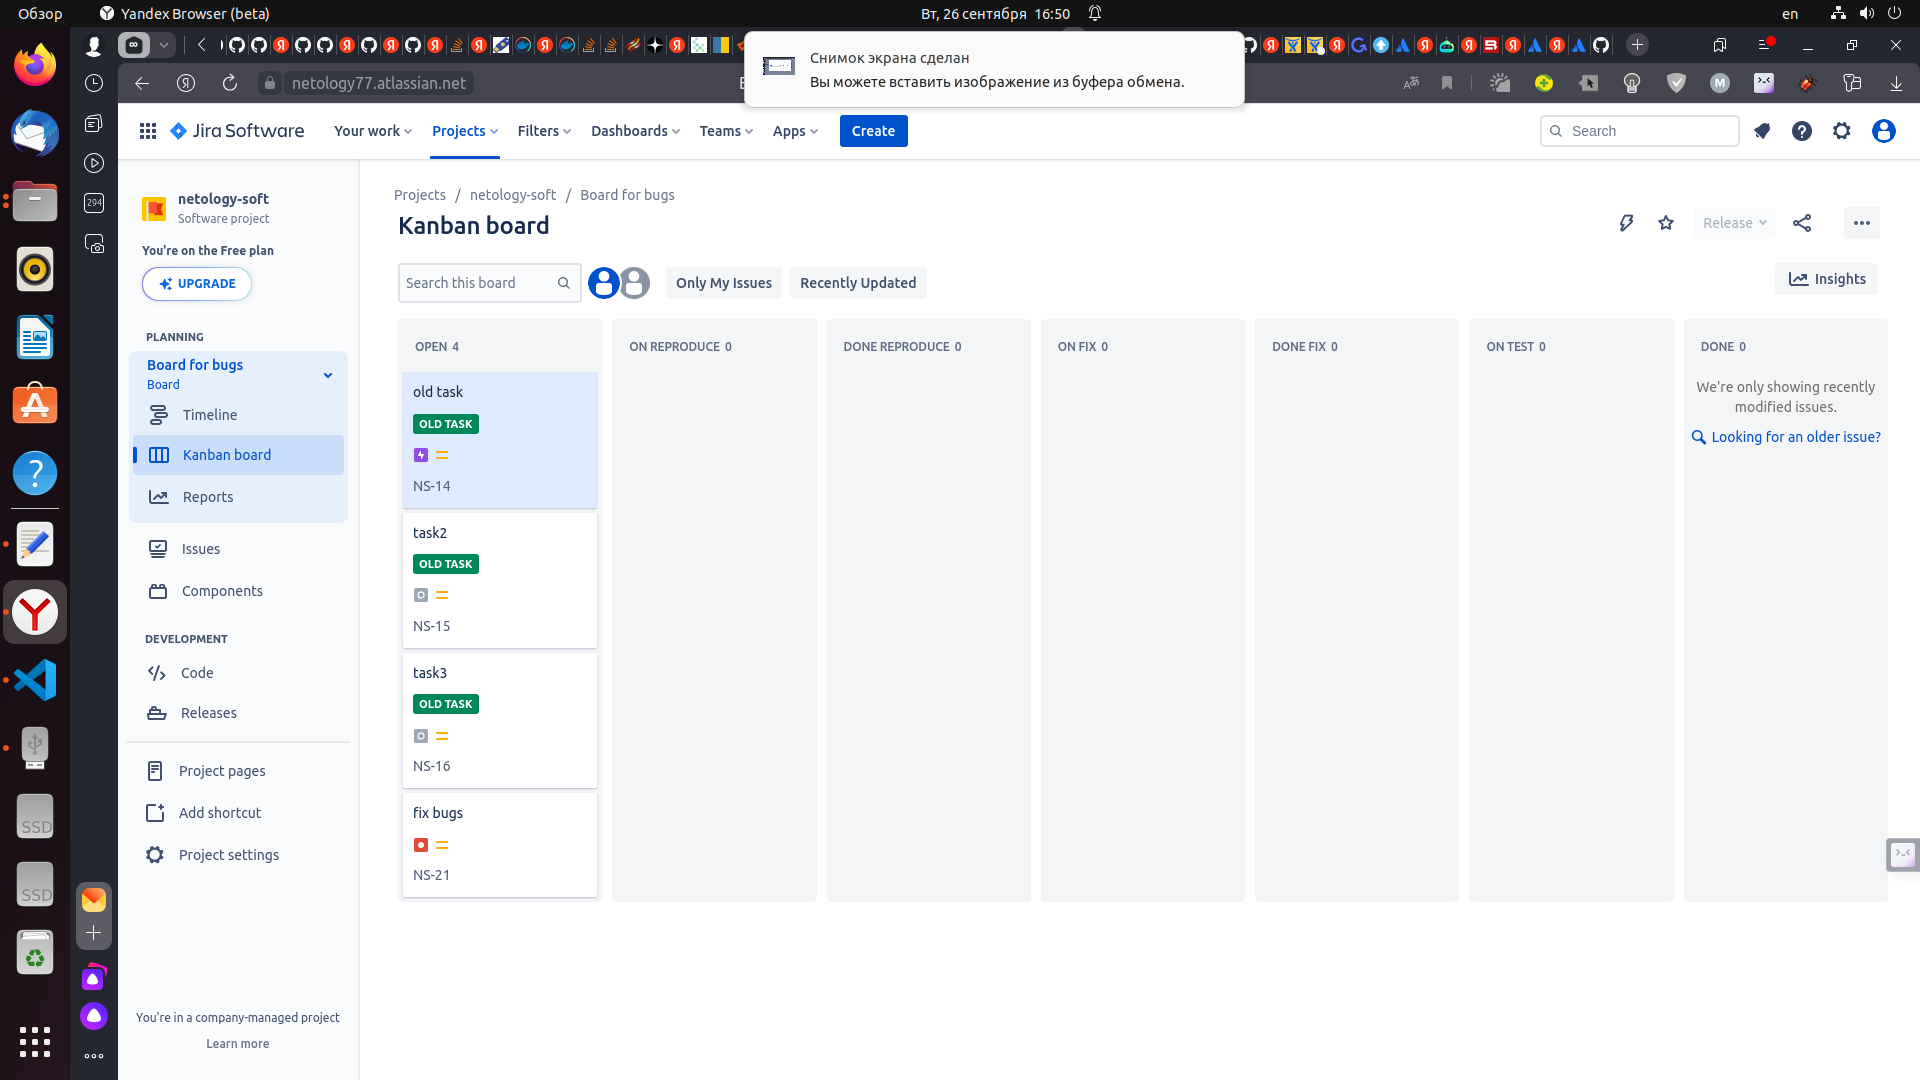 Обзор
Yandex Browser (beta)
Вт, 26 сентября 16:50
en
Снимок экрана сделан
Вы можете вставить изображение из буфера обмена.
netology77.atlassian.net
Jira Software
Your work
Projects
Filters
Dashboards
Teams
Apps
Create
Search
294
netology-soft
Software project
You're on the Free plan
UPGRADE
PLANNING
Board for bugs
Board
Timeline
Kanban board
Reports
Issues
Components
DEVELOPMENT
Code
Releases
Project pages
Add shortcut
Project settings
You're in a company-managed project
Learn more
Projects / netology-soft / Board for bugs
Kanban board
Release
Search this board
Only My Issues
Recently Updated
Insights
OPEN 4
ON REPRODUCE 0
DONE REPRODUCE 0
ON FIX 0
DONE FIX 0
ON TEST 0
DONE 0
old task
OLD TASK
NS-14
task2
OLD TASK
NS-15
task3
OLD TASK
NS-16
fix bugs
NS-21
We're only showing recently
modified issues.
Looking for an older issue?
SSD
SSD